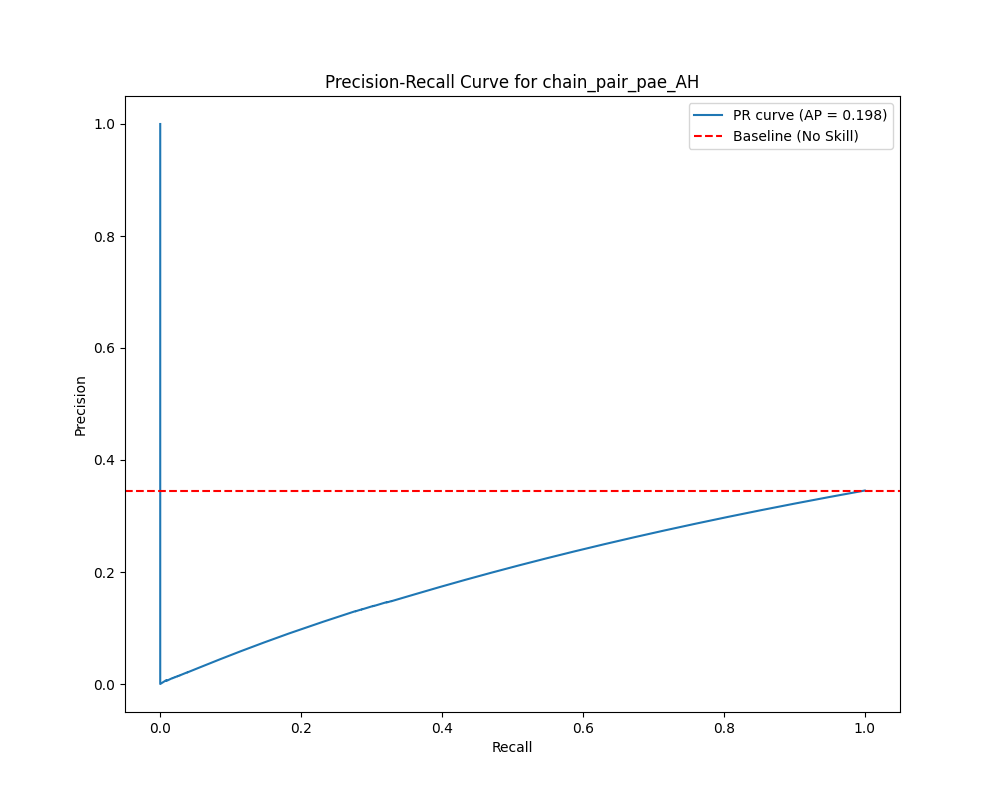 Precision-Recall Curve for chain_pair_pae_AH
PR curve (AP = 0.198)
Baseline (No Skill)
1.0
0.8
0.6
0.4
0.2
0.0
Precision
0.0 0.2 0.4 0.6 0.8 1.0
Recall